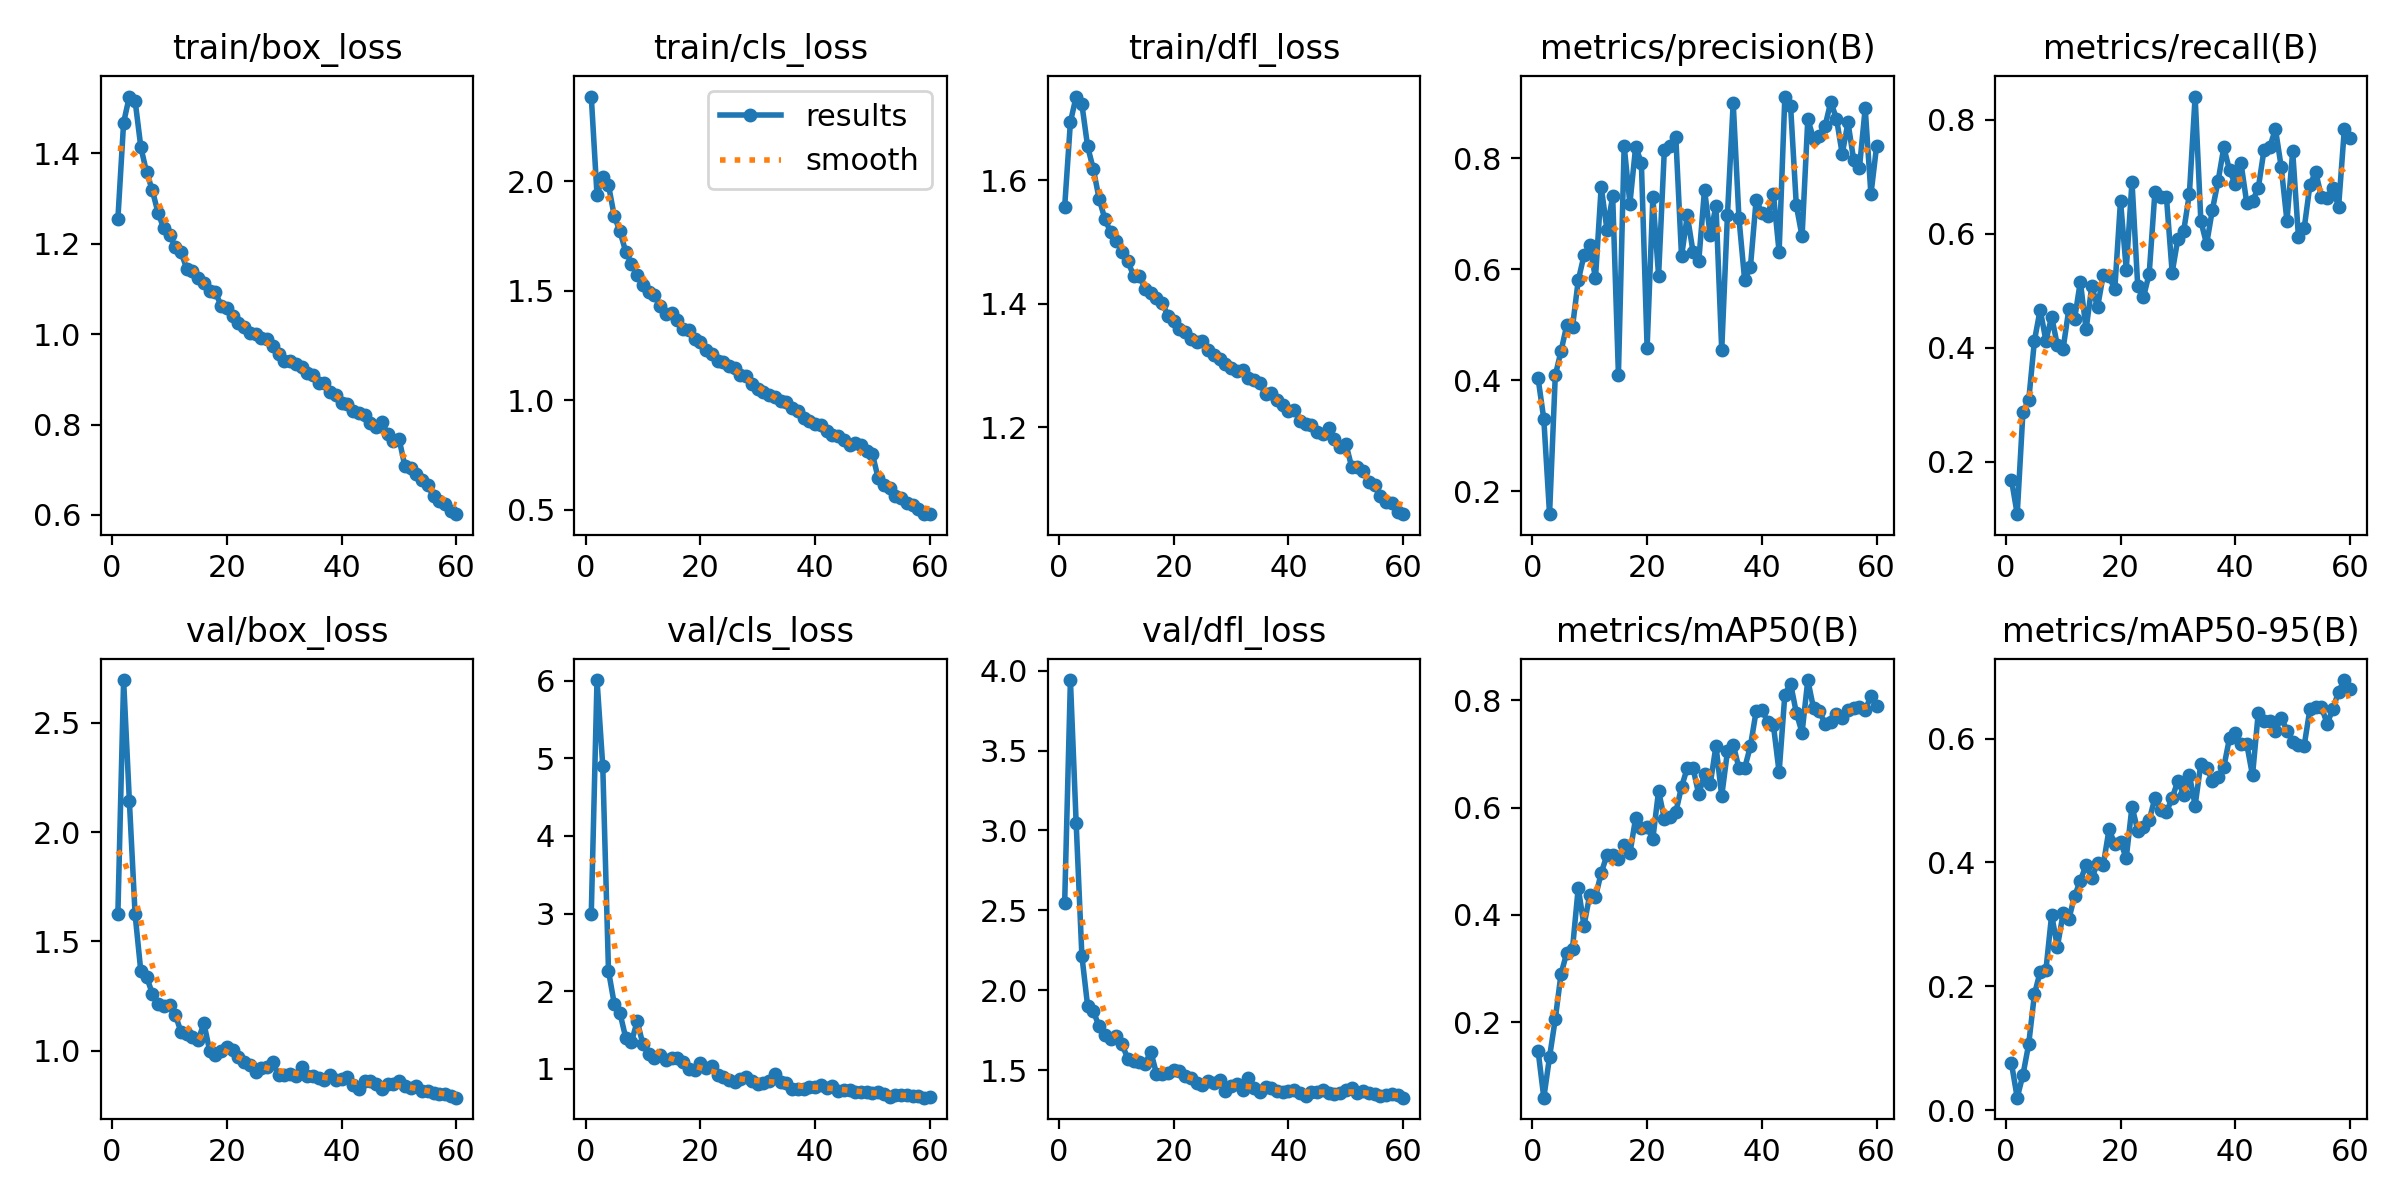 train/box_loss
1.4
1.2
1.0
0.8
0.6
0 20 40 60
train/cls_loss
results
smooth
2.0
1.5
1.0
0.5
0 20 40 60
train/dfl_loss
1.6
1.4
1.2
0 20 40 60
metrics/precision(B)
0.8
0.6
0.4
0.2
0 20 40 60
metrics/recall(B)
0.8
0.6
0.4
0.2
0 20 40 60
val/box_loss
2.5
2.0
1.5
1.0
0 20 40 60
val/cls_loss
6
5
4
3
2
1
0 20 40 60
val/dfl_loss
4.0
3.5
3.0
2.5
2.0
1.5
0 20 40 60
metrics/mAP50(B)
0.8
0.6
0.4
0.2
0 20 40 60
metrics/mAP50-95(B)
0.6
0.4
0.2
0.0
0 20 40 60